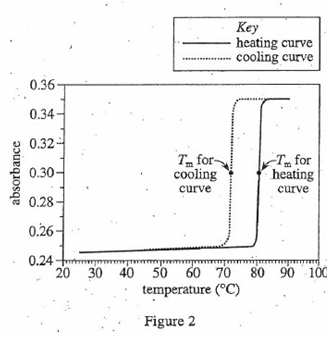 Key
heating curve
cooling curve
0.36
0.34
0.32
0.30
0.28
0.26
0.24
absorbance
Tm for
cooling
curve
Tm for
heating
curve
20 30 40 50 60 70 80 90 100
temperature (°C)
Figure 2